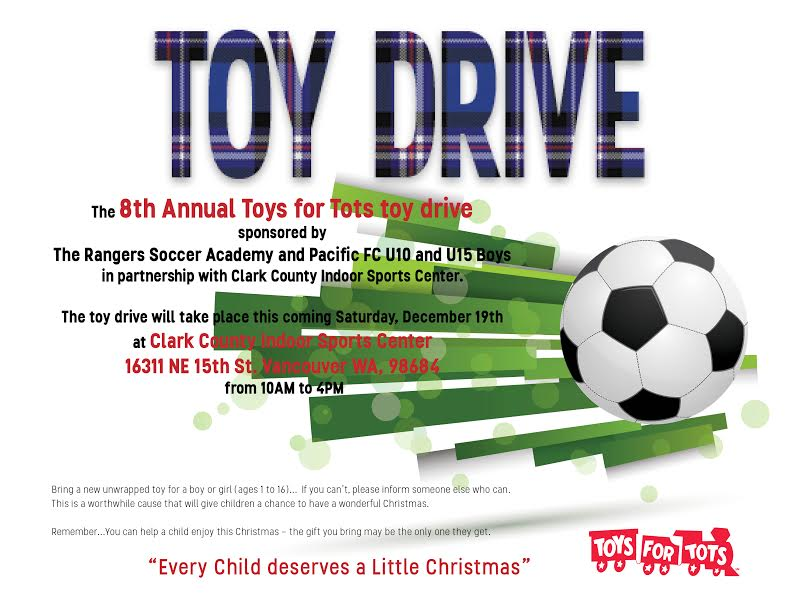 TOY DRIVE
The 8th Annual Toys for Tots toy drive
sponsored by
The Rangers Soccer Academy and Pacific FC U10 and U15 Boys
in partnership with Clark County Indoor Sports Center.
The toy drive will take place this coming Saturday, December 19th
at Clark County Indoor Sports Center
16311 NE 15th St. Vancouver WA, 98684
from 10AM to 4PM
Bring a new unwrapped toy for a boy or girl (ages 1 to 16)... If you can't, please inform someone else who can.
This is a worthwhile cause that will give children a chance to have a wonderful Christmas.
Remember...You can help a child enjoy this Christmas – the gift you bring may be the only one they get.
"Every Child deserves a Little Christmas"
TOYS FOR TOTS